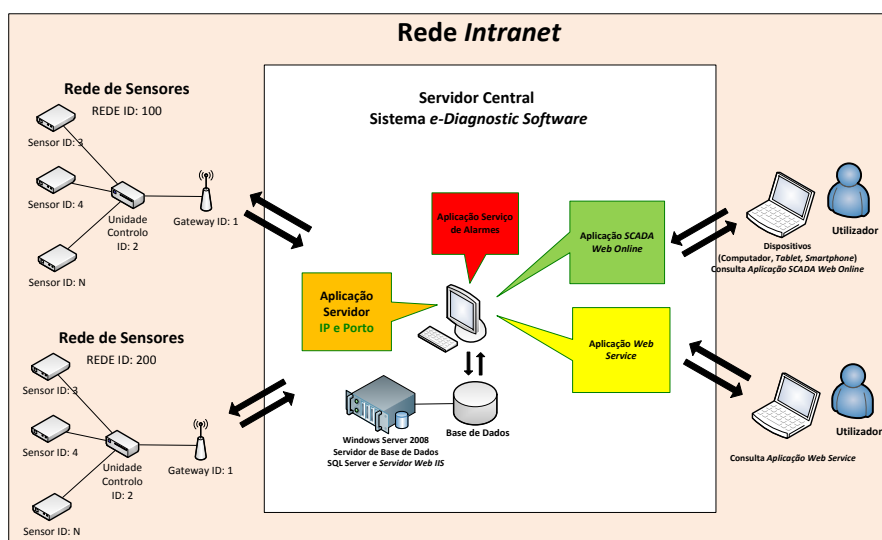 Rede Intranet
Rede de Sensores
REDE ID: 100
Sensor ID: 3
Sensor ID: 4
Sensor ID: N
Unidade
Controlo
ID: 2
Gateway ID: 1
Rede de Sensores
REDE ID: 200
Sensor ID: 3
Sensor ID: 4
Sensor ID: N
Unidade
Controlo
ID: 2
Gateway ID: 1
Servidor Central
Sistema e-Diagnostic Software
Aplicação Serviço
de Alarmes
Aplicação SCADA
Web Online
Aplicação
Servidor
IP e Porto
Aplicação Web
Service
Base de Dados
Windows Server 2008
Servidor de Base de Dados
SQL Server e Servidor Web IIS
Utilizador
Dispositivos
(Computador, Tablet, Smartphone)
Consulta Aplicação SCADA Web Online
Utilizador
Consulta Aplicação Web Service